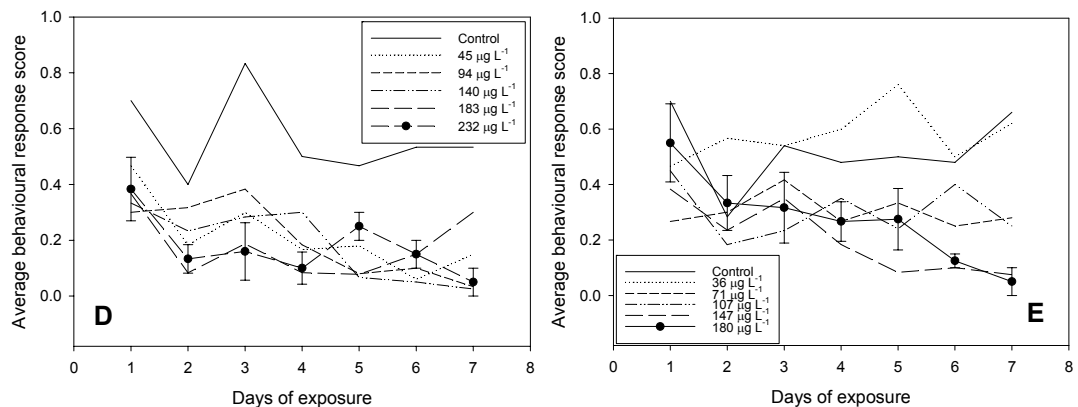 Average behavioural response score
1.0
0.8
0.6
0.4
0.2
0.0
Control
45 μg L⁻¹
94 μg L⁻¹
140 μg L⁻¹
183 μg L⁻¹
232 μg L⁻¹
D
0 1 2 3 4 5 6 7 8
Days of exposure
Average behavioural response score
1.0
0.8
0.6
0.4
0.2
0.0
Control
36 μg L⁻¹
71 μg L⁻¹
107 μg L⁻¹
147 μg L⁻¹
180 μg L⁻¹
E
0 1 2 3 4 5 6 7 8
Days of exposure